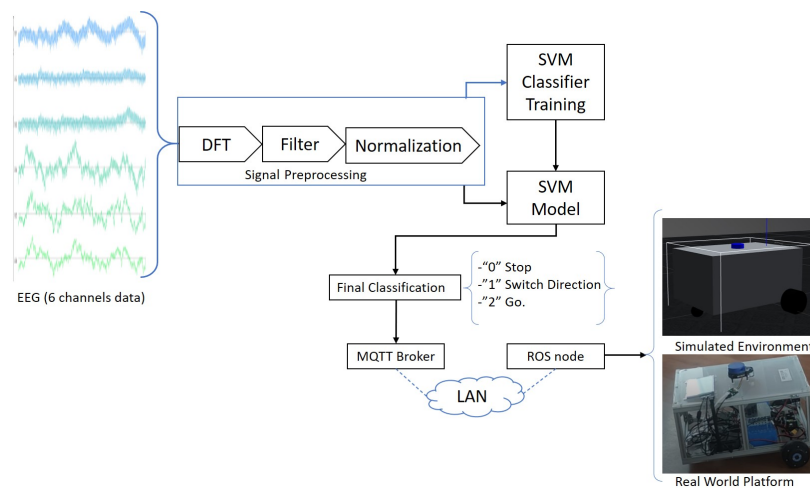 SVM
Classifier
Training
DFT
Filter
Normalization
Signal Preprocessing
SVM
Model
EEG (6 channels data)
Final Classification
-"0" Stop
-"1" Switch Direction
-"2" Go.
MQTT Broker
ROS node
LAN
Simulated Environment
Real World Platform